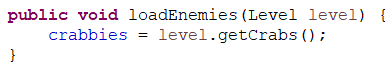 public void loadEnemies(Level level) {
    crabbies = level.getCrabs();
}